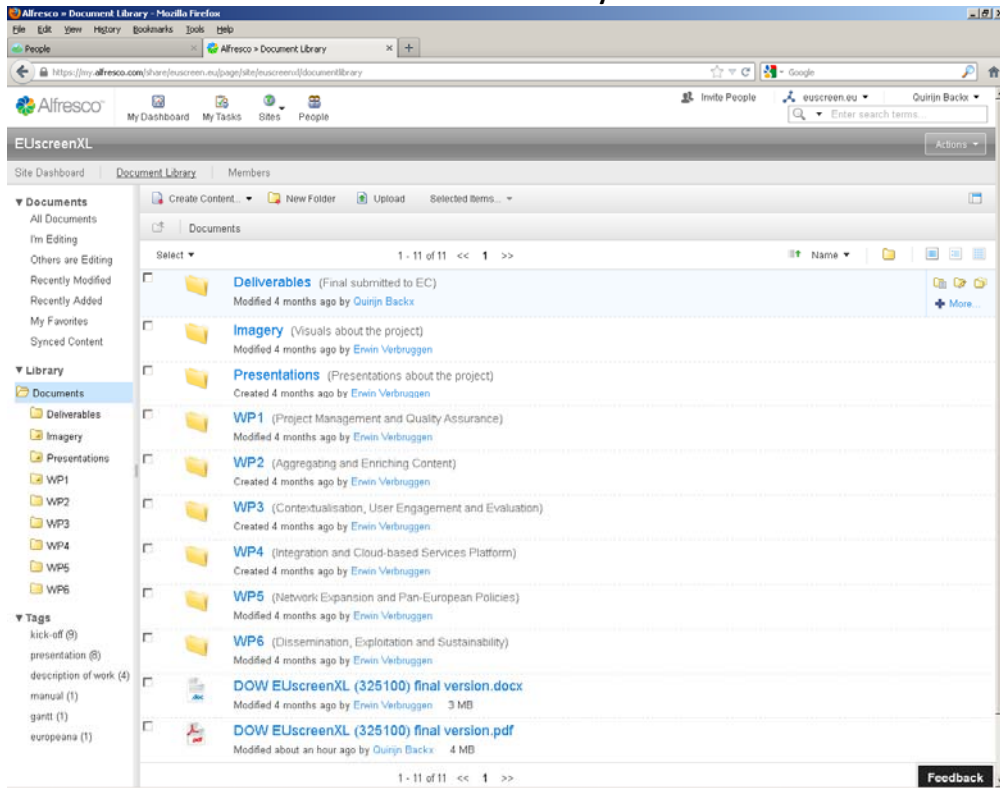 Alfresco » Document Library - Mozilla Firefox
File Edit View History Bookmarks Tools Help
People
Alfresco » Document Library
https://my.alfresco.com/share/euscreen.eu/page/site/euscreenxl/documentlibrary
Google
Alfresco
My Dashboard My Tasks Sites People
Invite People
euscreen.eu
Quirijn Backx
Enter search terms...
EUscreenXL
Actions
Site Dashboard Document Library Members
Documents
All Documents
I'm Editing
Others are Editing
Recently Modified
Recently Added
My Favorites
Synced Content
Library
Documents
Deliverables
Imagery
Presentations
WP1
WP2
WP3
WP4
WP5
WP6
Tags
kick-off (9)
presentation (8)
description of work (4)
manual (1)
gantt (1)
europeana (1)
Create Content... New Folder Upload Selected Items...
Documents
Select
1 - 11 of 11 << 1 >>
Name
Deliverables (Final submitted to EC)
Modified 4 months ago by Quirijn Backx
More...
Imagery (Visuals about the project)
Modified 4 months ago by Erwin Verbruggen
Presentations (Presentations about the project)
Created 4 months ago by Erwin Verbruggen
WP1 (Project Management and Quality Assurance)
Modified 4 months ago by Erwin Verbruggen
WP2 (Aggregating and Enriching Content)
Created 4 months ago by Erwin Verbruggen
WP3 (Contextualisation, User Engagement and Evaluation)
Created 4 months ago by Erwin Verbruggen
WP4 (Integration and Cloud-based Services Platform)
Created 4 months ago by Erwin Verbruggen
WP5 (Network Expansion and Pan-European Policies)
Modified 4 months ago by Erwin Verbruggen
WP6 (Dissemination, Exploitation and Sustainability)
Modified 4 months ago by Erwin Verbruggen
DOW EUscreenXL (325100) final version.docx
Modified 4 months ago by Erwin Verbruggen 3 MB
DOW EUscreenXL (325100) final version.pdf
Modified about an hour ago by Quirijn Backx 4 MB
1 - 11 of 11 << 1 >>
Feedback